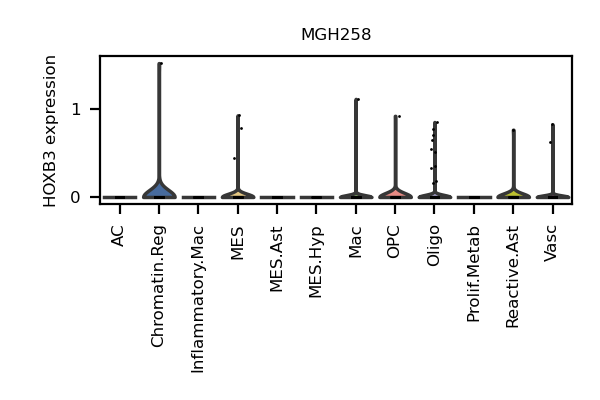 MGH258
HOXB3 expression
1
0
AC
Chromatin.Reg
Inflammatory.Mac
MES
MES.Ast
MES.Hyp
Mac
OPC
Oligo
Prolif.Metab
Reactive.Ast
Vasc